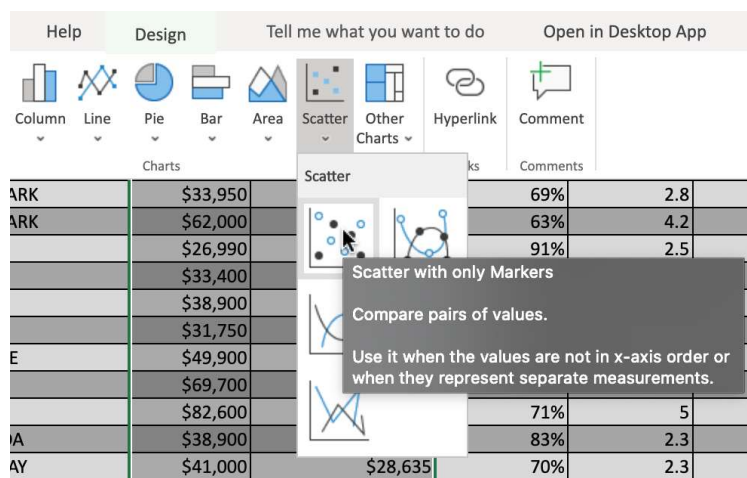 Help Design Tell me what you want to do Open in Desktop App
Column Line Pie Bar Area Scatter Other Charts Hyperlink Comment
Charts ks Comments
Scatter
ARK $33,950 69% 2.8
ARK $62,000 63% 4.2
$26,990 91% 2.5
$33,400
$38,900
$31,750
E $49,900
$69,700
$82,600 71% 5
DA $38,900 83% 2.3
AY $41,000 $28,635 70% 2.3
Scatter with only Markers
Compare pairs of values.
Use it when the values are not in x-axis order or
when they represent separate measurements.